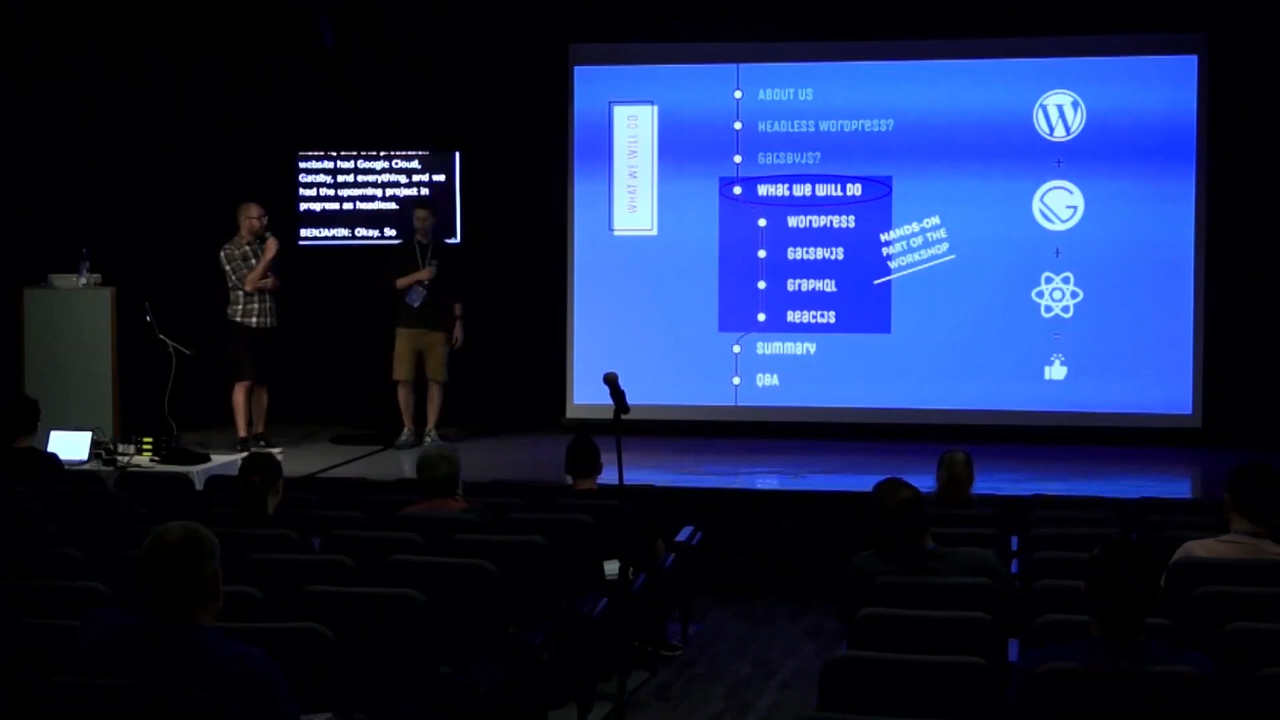 website had Google Cloud,
Gatsby, and everything, and we
had the upcoming project in
progress as headless.
BENJAMIN: Okay. So
WHAT WE WILL DO
ABOUT US
HEADLESS WORDPRESS?
GATSBYJS?
WHAT WE WILL DO
WORDPRESS
GATSBYJS
GRAPHQL
REACTJS
SUMMARY
Q&A
HANDS-ON
PART OF THE
WORKSHOP
+
+
=